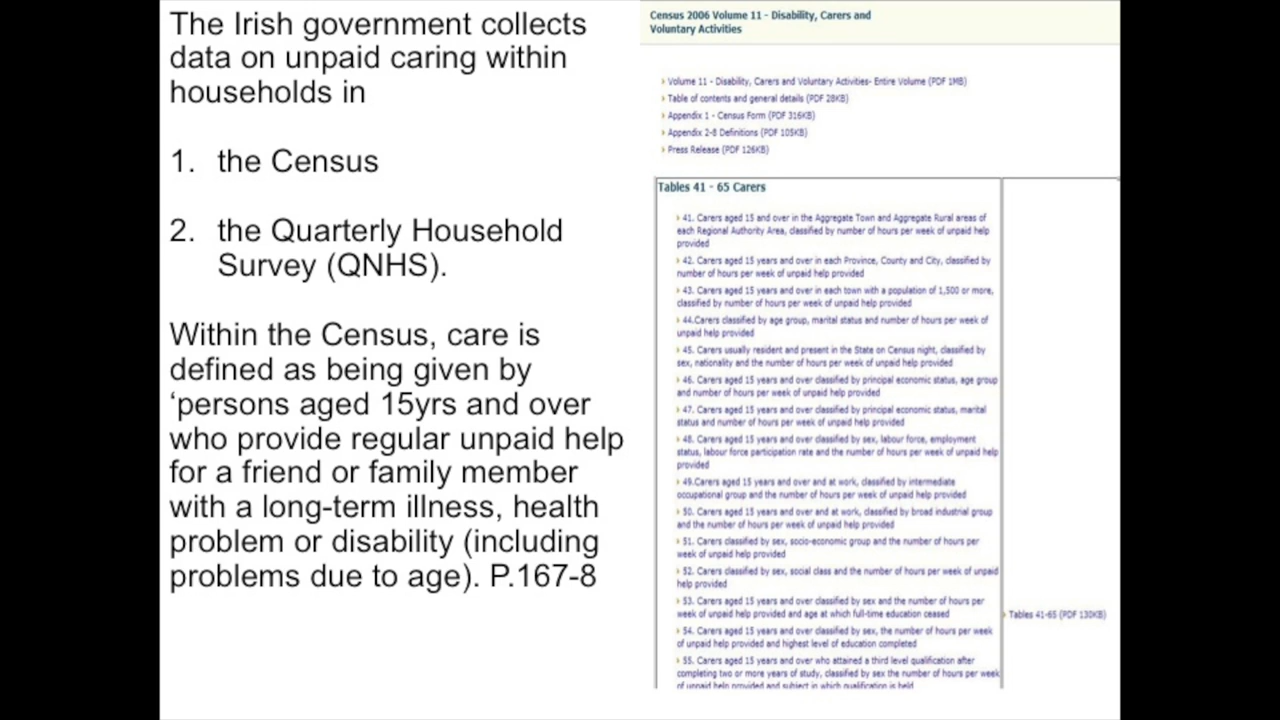 The Irish government collects
data on unpaid caring within
households in
1. the Census
2. the Quarterly Household
Survey (QNHS).
Within the Census, care is
defined as being given by
‘persons aged 15yrs and over
who provide regular unpaid help
for a friend or family member
with a long-term illness, health
problem or disability (including
problems due to age). P.167-8
Census 2006 Volume 11 - Disability, Carers and
Voluntary Activities
Volume 11 - Disability, Carers and Voluntary Activities- Entire Volume (PDF 1MB)
Table of contents and general details (PDF 28KB)
Appendix 1 - Census Form (PDF 316KB)
Appendix 2-8 Definitions (PDF 105KB)
Press Release (PDF 126KB)
Tables 41 - 65 Carers
41. Carers aged 15 and over in the Aggregate Town and Aggregate Rural areas of
each Regional Authority Area, classified by number of hours per week of unpaid help
provided
42. Carers aged 15 years and over in each Province, County and City, classified by
number of hours per week of unpaid help provided
43. Carers aged 15 years and over in each town with a population of 1,500 or more,
classified by number of hours per week of unpaid help provided
44.Carers classified by age group, marital status and number of hours per week of
unpaid help provided
45. Carers usually resident and present in the State on Census night, classified by
sex, nationality and the number of hours per week of unpaid help provided
46. Carers aged 15 years and over classified by principal economic status, age group
and number of hours per week of unpaid help provided
47. Carers aged 15 years and over classified by principal economic status, marital
status and number of hours per week of unpaid help provided
48. Carers aged 15 years and over classified by sex, labour force, employment
status, labour force participation rate and the number of hours per week of unpaid help
provided
49.Carers aged 15 years and over and at work, classified by intermediate
occupational group and the number of hours per week of unpaid help provided
50. Carers aged 15 years and over and at work, classified by broad industrial group
and the number of hours per week of unpaid help provided
51. Carers classified by sex, socio-economic group and the number of hours per
week of unpaid help provided
52. Carers classified by sex, social class and the number of hours per week of unpaid
help provided
53. Carers aged 15 years and over classified by sex and the number of hours per
week of unpaid help provided and age at which full-time education ceased
54. Carers aged 15 years and over classified by sex, the number of hours per week
of unpaid help provided and highest level of education completed
55. Carers aged 15 years and over who attained a third level qualification after
completing two or more years of study, classified by sex the number of hours per week
of unpaid help provided and subject in which qualification is held
Tables 41-65 (PDF 130KB)